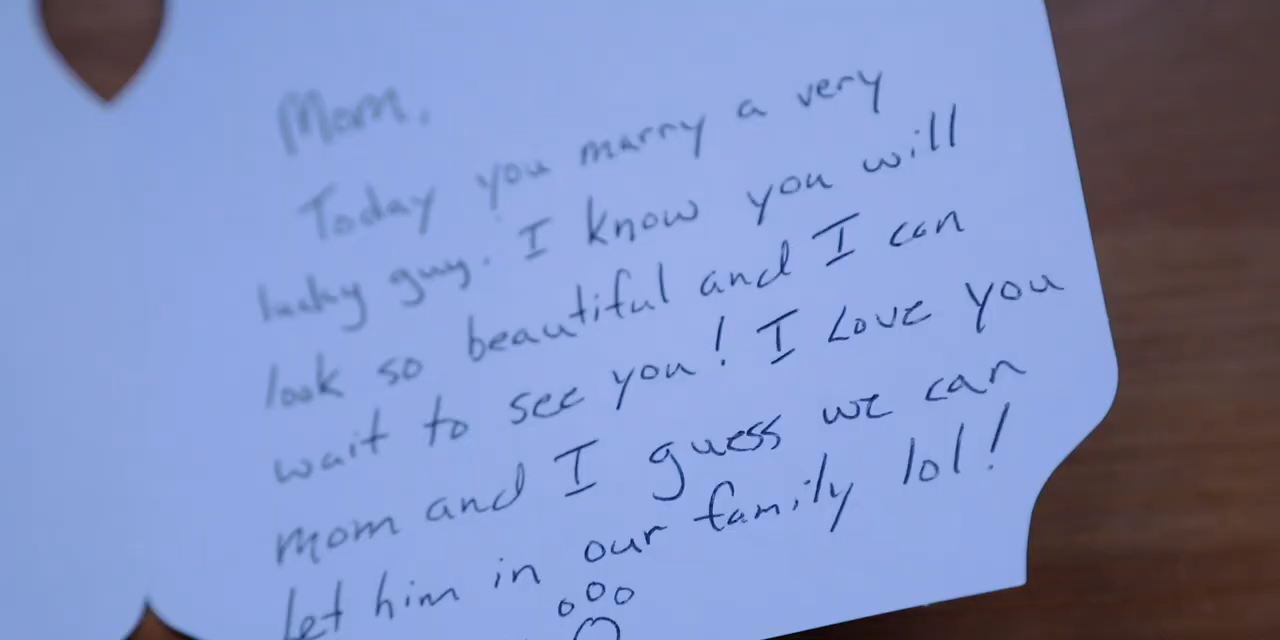 Mom,
Today you marry a very
lucky guy. I know you will
look so beautiful and I can
wait to see you! I Love you
mom and I guess we can
let him in our family lol!